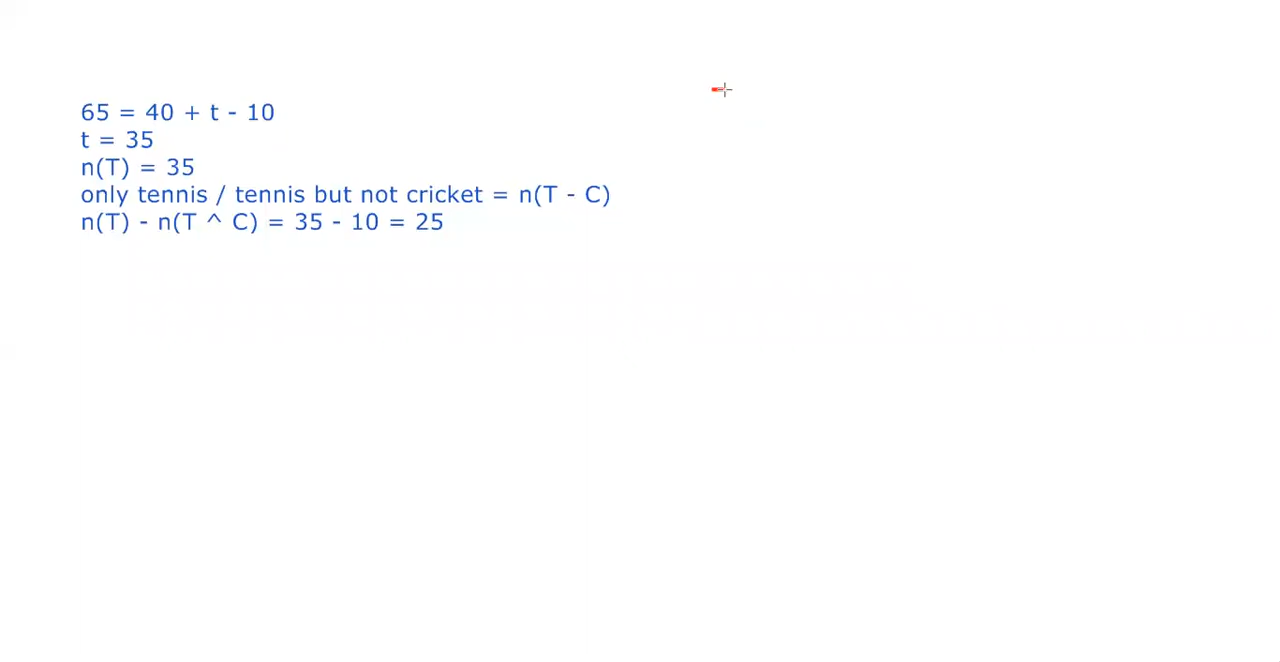 65 = 40 + t - 10
t = 35
n(T) = 35
only tennis / tennis but not cricket = n(T - C)
n(T) - n(T ^ C) = 35 - 10 = 25